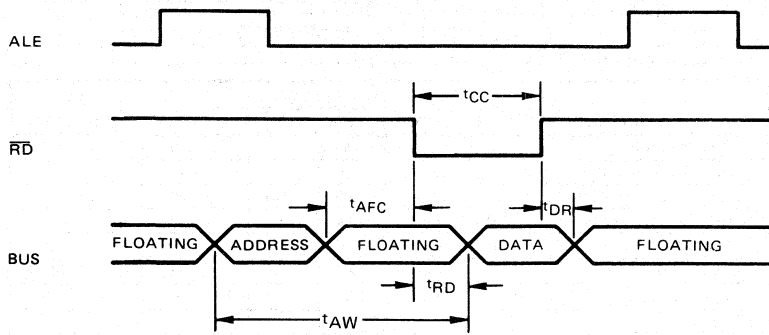 ALE
tCC
RD
tAFC
tDR
BUS
FLOATING ADDRESS FLOATING DATA FLOATING
tRD
tAW